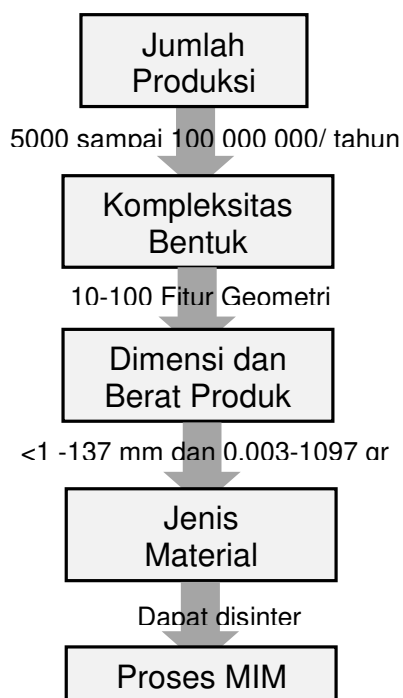 Jumlah
Produksi
5000 sampai 100 000 000/ tahun
Kompleksitas
Bentuk
10-100 Fitur Geometri
Dimensi dan
Berat Produk
<1 -137 mm dan 0.003-1097 gr
Jenis
Material
Dapat disinter
Proses MIM